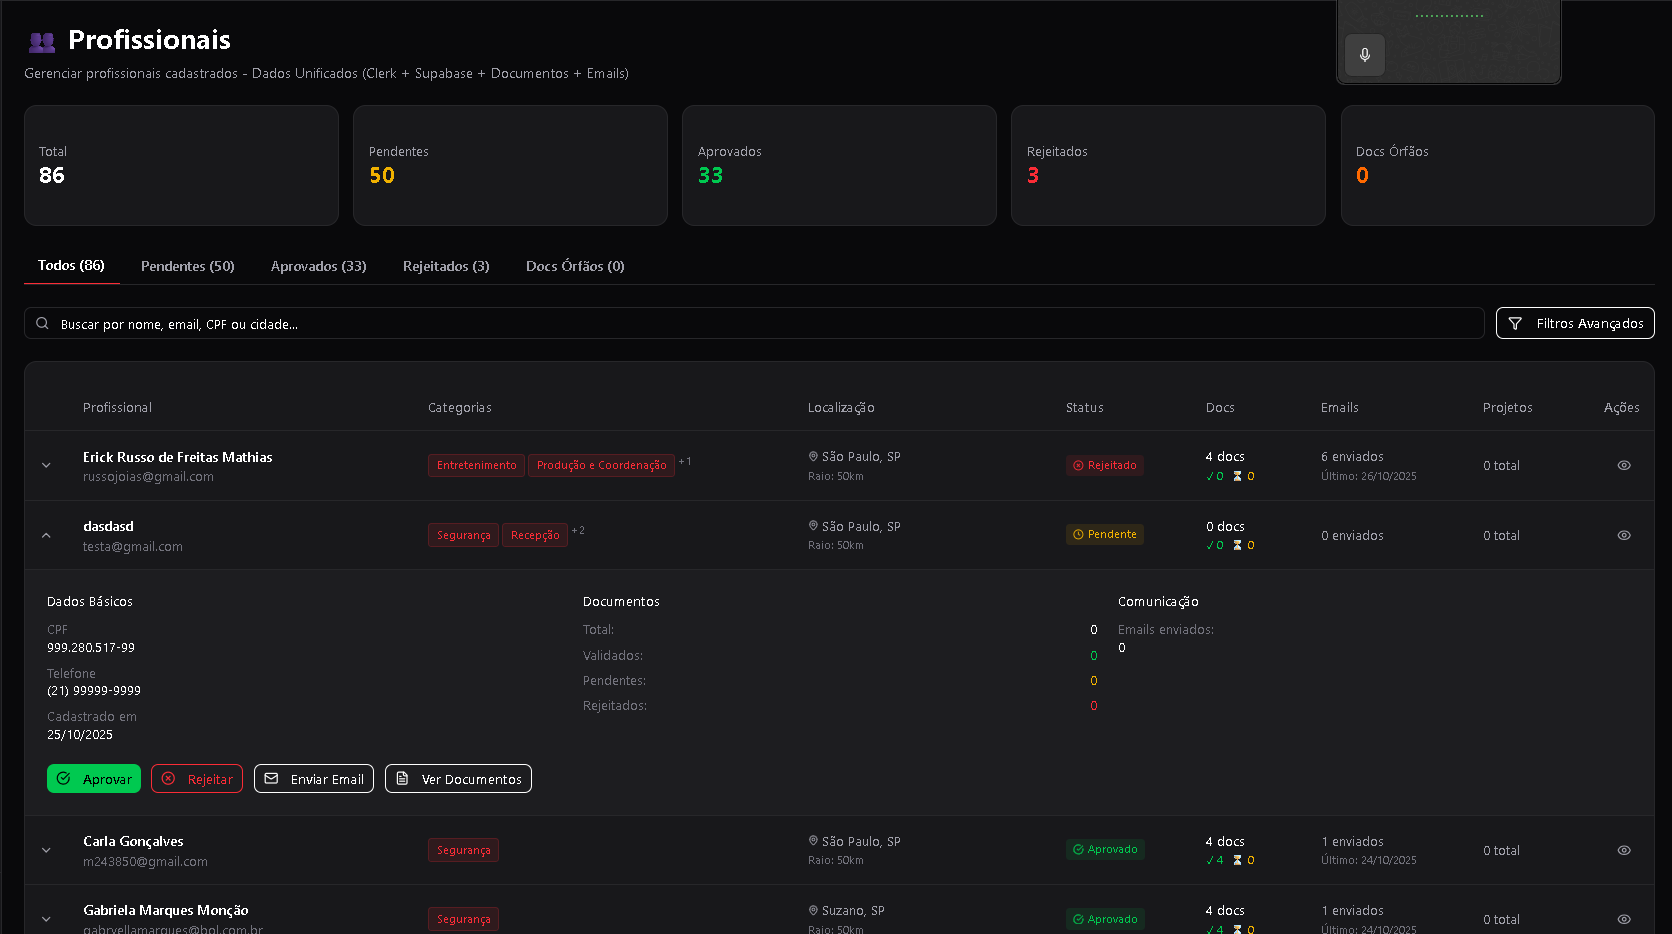 Profissionais
Gerenciar profissionais cadastrados - Dados Unificados (Clerk + Supabase + Documentos + Emails)
Total
86
Pendentes
50
Aprovados
33
Rejeitados
3
Docs Órfãos
0
Todos (86)
Pendentes (50)
Aprovados (33)
Rejeitados (3)
Docs Órfãos (0)
Buscar por nome, email, CPF ou cidade...
Filtros Avançados
Profissional Categorias Localização Status Docs Emails Projetos Ações
Erick Russo de Freitas Mathias
russojoias@gmail.com
Entretenimento Produção e Coordenação +1
São Paulo, SP
Raio: 50km
Rejeitado
4 docs
✓0 ⏳ 0
6 enviados
Último: 26/10/2025
0 total
dasdasd
testa@gmail.com
Segurança Recepção +2
São Paulo, SP
Raio: 50km
Pendente
0 docs
✓0 ⏳ 0
0 enviados
0 total
Dados Básicos
CPF
999.280.517-99
Telefone
(21) 99999-9999
Cadastrado em
25/10/2025
Documentos
Total: 0
Validados: 0
Pendentes: 0
Rejeitados: 0
Comunicação
Emails enviados:
0
Aprovar
Rejeitar
Enviar Email
Ver Documentos
Carla Gonçalves
m243850@gmail.com
Segurança
São Paulo, SP
Raio: 50km
Aprovado
4 docs
✓4 ⏳ 0
1 enviados
Último: 24/10/2025
0 total
Gabriela Marques Monção
gabryellamarques@bol.com.br
Segurança
Suzano, SP
Raio: 50km
Aprovado
4 docs
✓4 ⏳ 0
1 enviados
Último: 24/10/2025
0 total